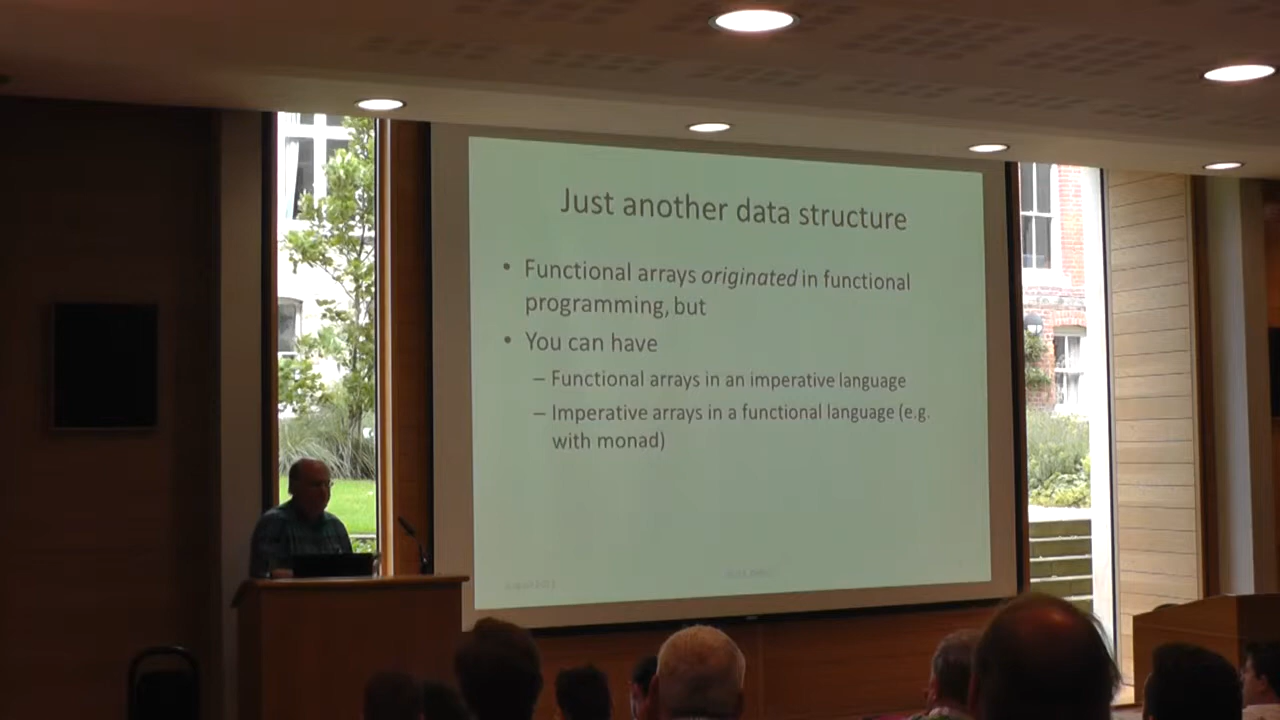 Just another data structure
• Functional arrays originated in functional
programming, but
• You can have
– Functional arrays in an imperative language
– Imperative arrays in a functional language (e.g.
with monad)